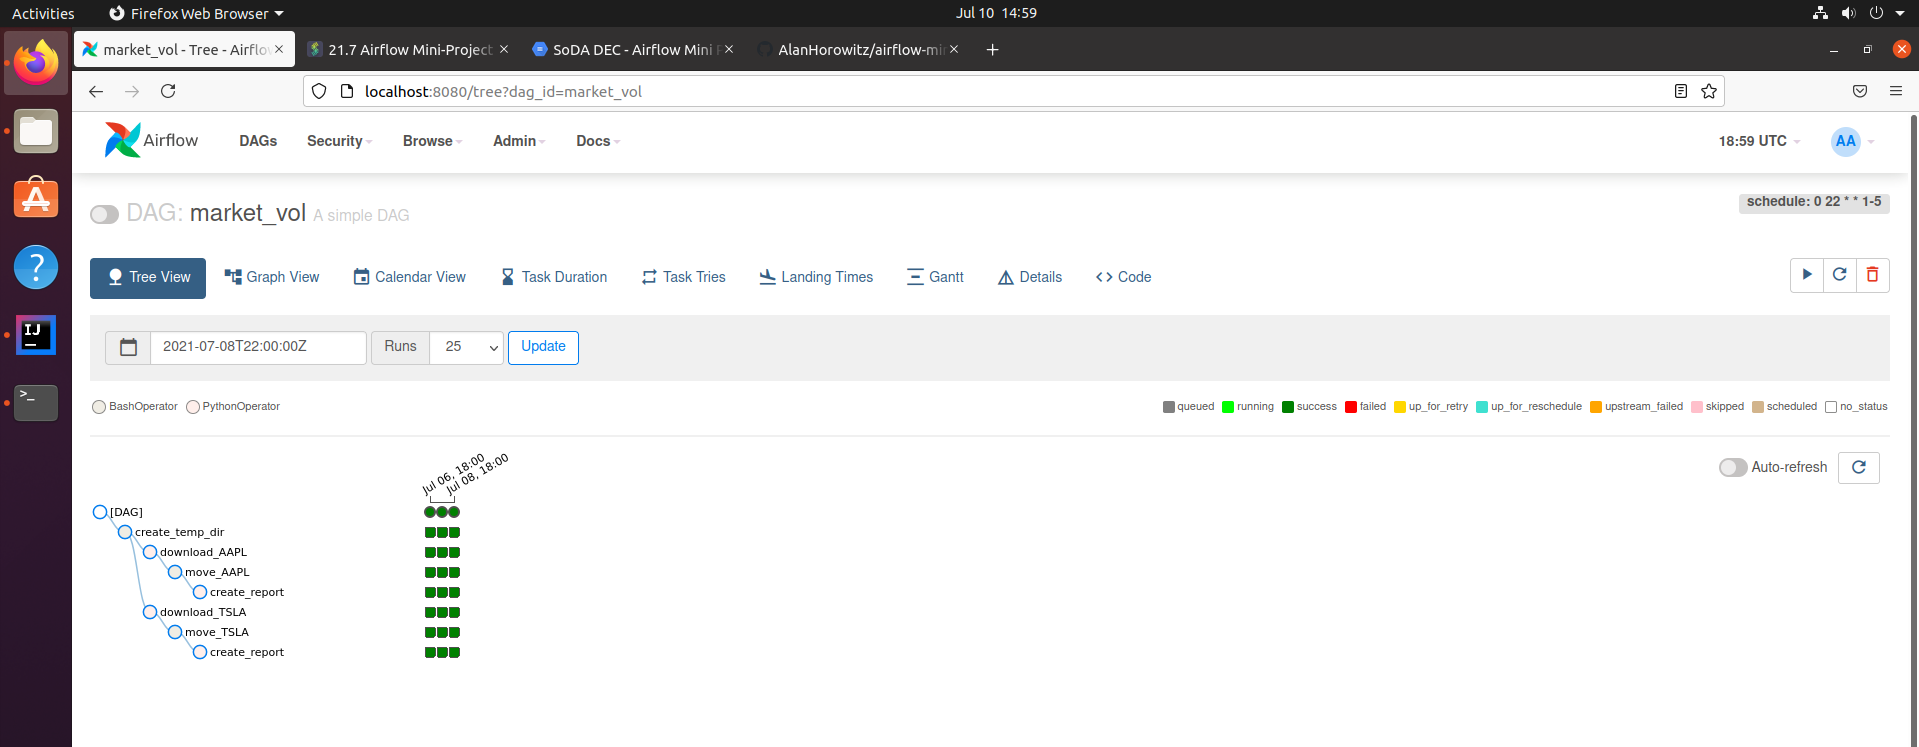 Activities
Firefox Web Browser
Jul 10 14:59
market_vol - Tree - Airflow
21.7 Airflow Mini-Project
SoDA DEC - Airflow Mini P
AlanHorowitz/airflow-mi
localhost:8080/tree?dag_id=market_vol
Airflow
DAGs
Security
Browse
Admin
Docs
18:59 UTC
AA
DAG: market_vol A simple DAG
schedule: 0 22 * * 1-5
Tree View
Graph View
Calendar View
Task Duration
Task Tries
Landing Times
Gantt
Details
Code
2021-07-08T22:00:00Z
Runs
25
Update
BashOperator
PythonOperator
queued
running
success
failed
up_for_retry
up_for_reschedule
upstream_failed
skipped
scheduled
no_status
Jul 06, 18:00
Jul 08, 18:00
Auto-refresh
[DAG]
create_temp_dir
download_AAPL
move_AAPL
create_report
download_TSLA
move_TSLA
create_report